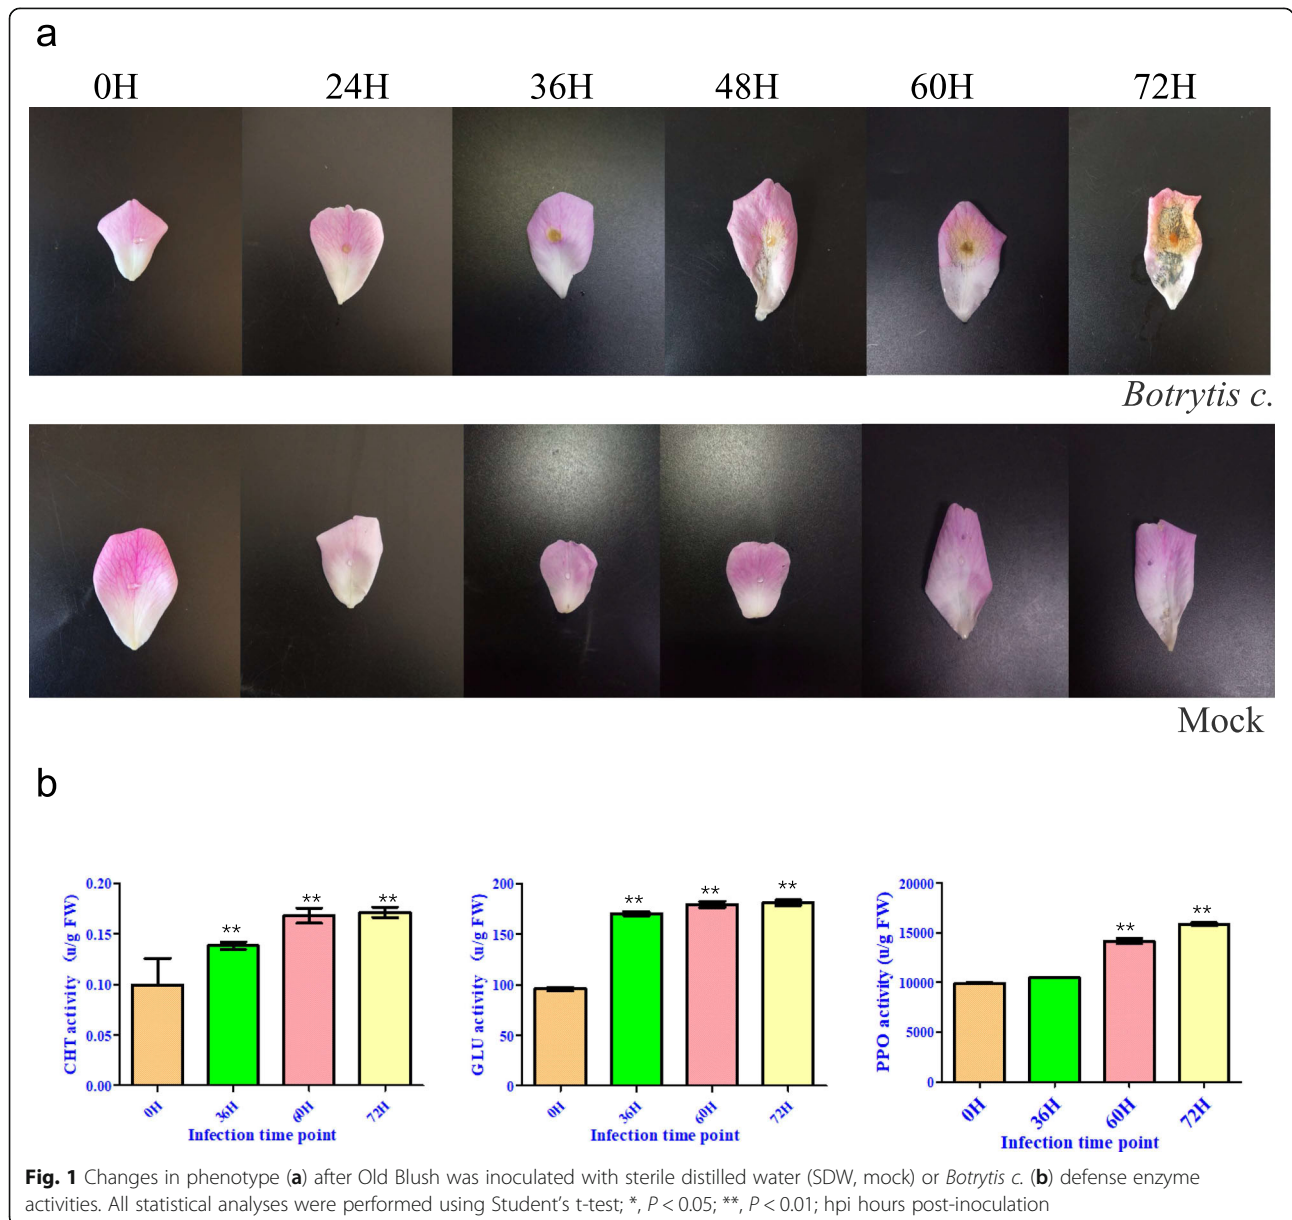 a
0H 24H 36H 48H 60H 72H
Botrytis c.
Mock
b
CHT activity (u/g FW)
0.20
0.15
0.10
0.05
0.00
** ** **
0H 36H 60H 72H
Infection time point
GLU activity (u/g FW)
200
150
100
50
0
** ** **
0H 36H 60H 72H
Infection time point
PPO activity (u/g FW)
20000
15000
10000
5000
0
** **
0H 36H 60H 72H
Infection time point
Fig. 1 Changes in phenotype (a) after Old Blush was inoculated with sterile distilled water (SDW, mock) or Botrytis c. (b) defense enzyme
activities. All statistical analyses were performed using Student’s t-test; *, P < 0.05; **, P < 0.01; hpi hours post-inoculation